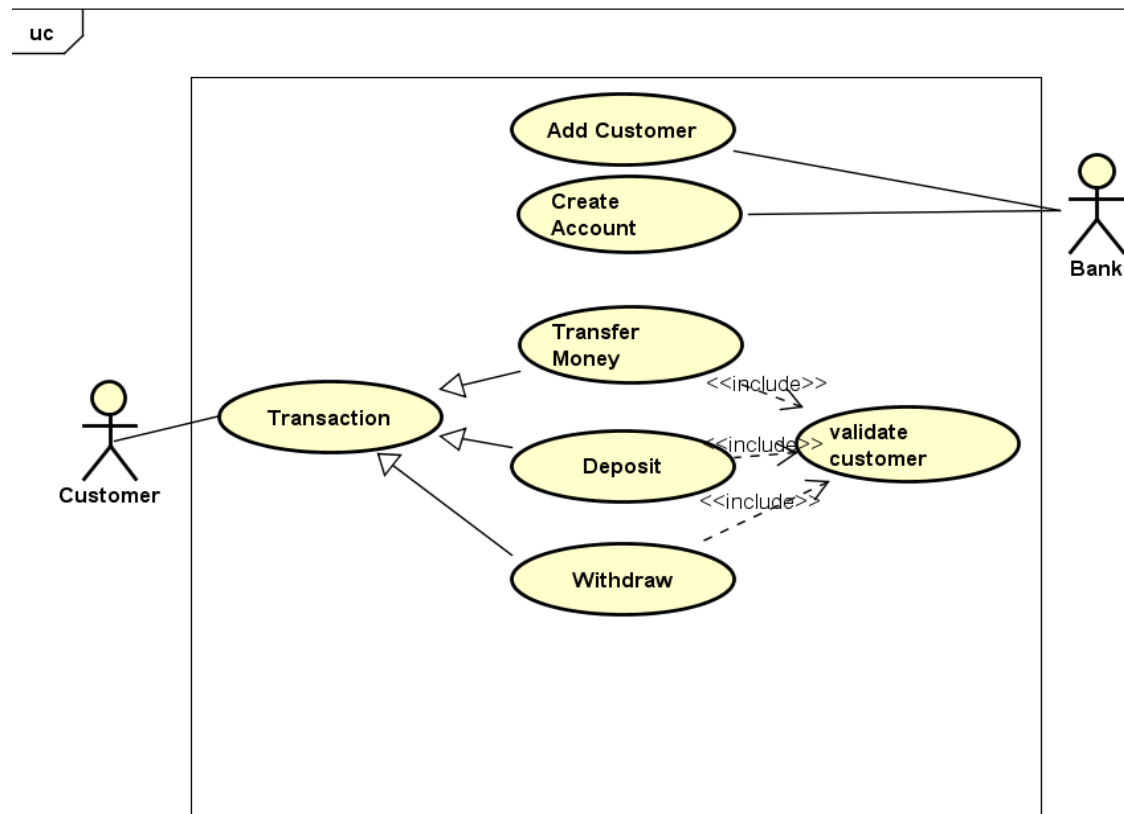 uc
Add Customer
Create
Account
Bank
Transfer
Money
<<include>>
Transaction
validate
customer
<<include>>
Deposit
Customer
<<include>>
Withdraw